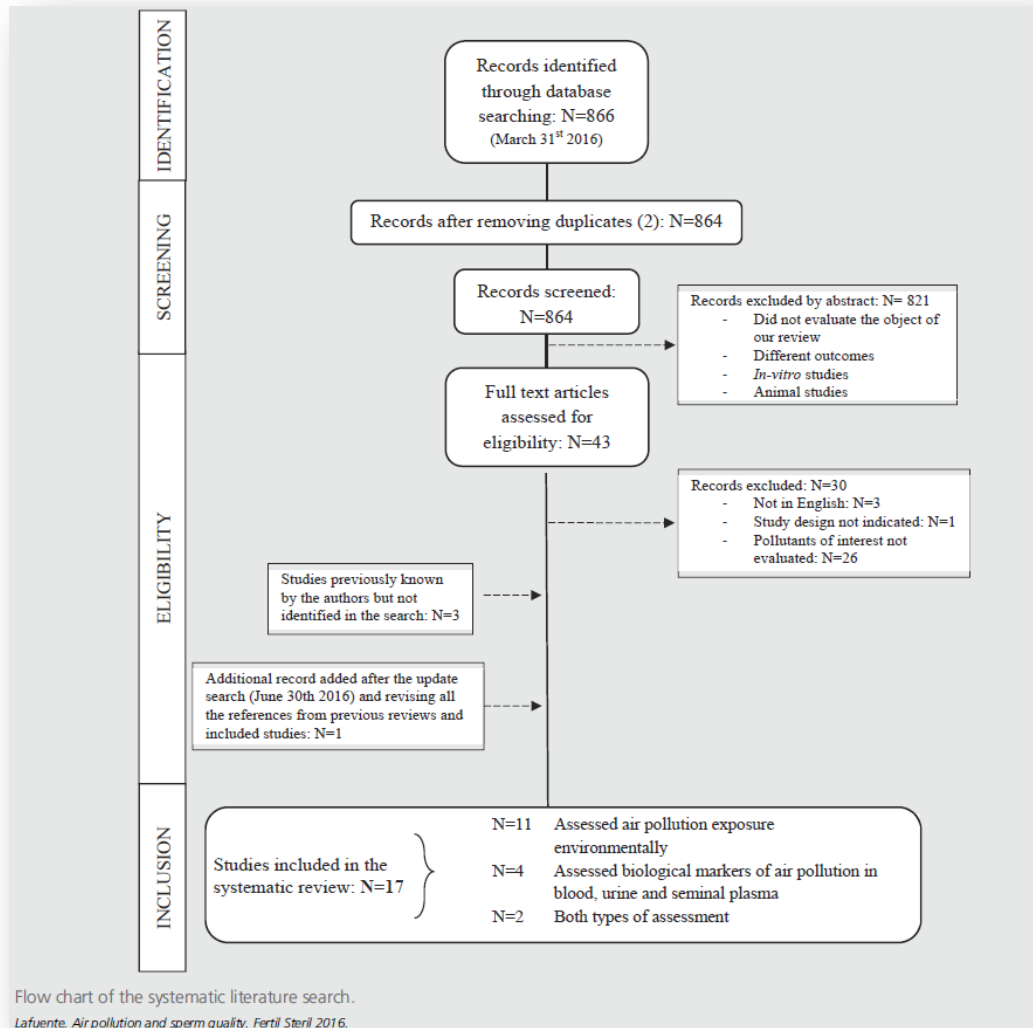 IDENTIFICATION
Records identified
through database
searching: N=866
(March 31st 2016)
SCREENING
Records after removing duplicates (2): N=864
Records screened:
N=864
Records excluded by abstract: N= 821
- Did not evaluate the object of
our review
- Different outcomes
- In-vitro studies
- Animal studies
ELIGIBILITY
Full text articles
assessed for
eligibility: N=43
Records excluded: N=30
- Not in English: N=3
- Study design not indicated: N=1
- Pollutants of interest not
evaluated: N=26
Studies previously known
by the authors but not
identified in the search: N=3
Additional record added after the update
search (June 30th 2016) and revising all
the references from previous reviews and
included studies: N=1
INCLUSION
Studies included in the
systematic review: N=17
N=11 Assessed air pollution exposure
environmentally
N=4 Assessed biological markers of air pollution in
blood, urine and seminal plasma
N=2 Both types of assessment
Flow chart of the systematic literature search.
Lafuente. Air pollution and sperm quality. Fertil Steril 2016.